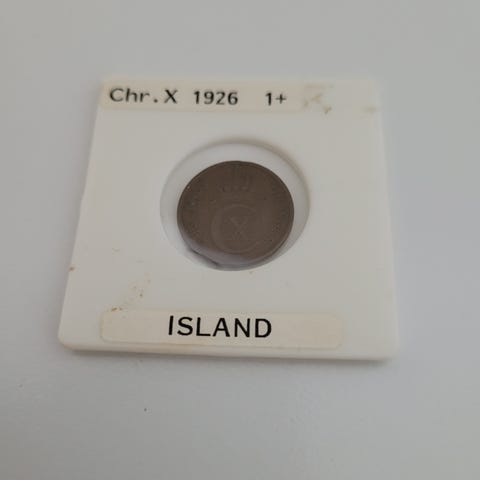 Chr.X 1926 1+
X
ISLAND